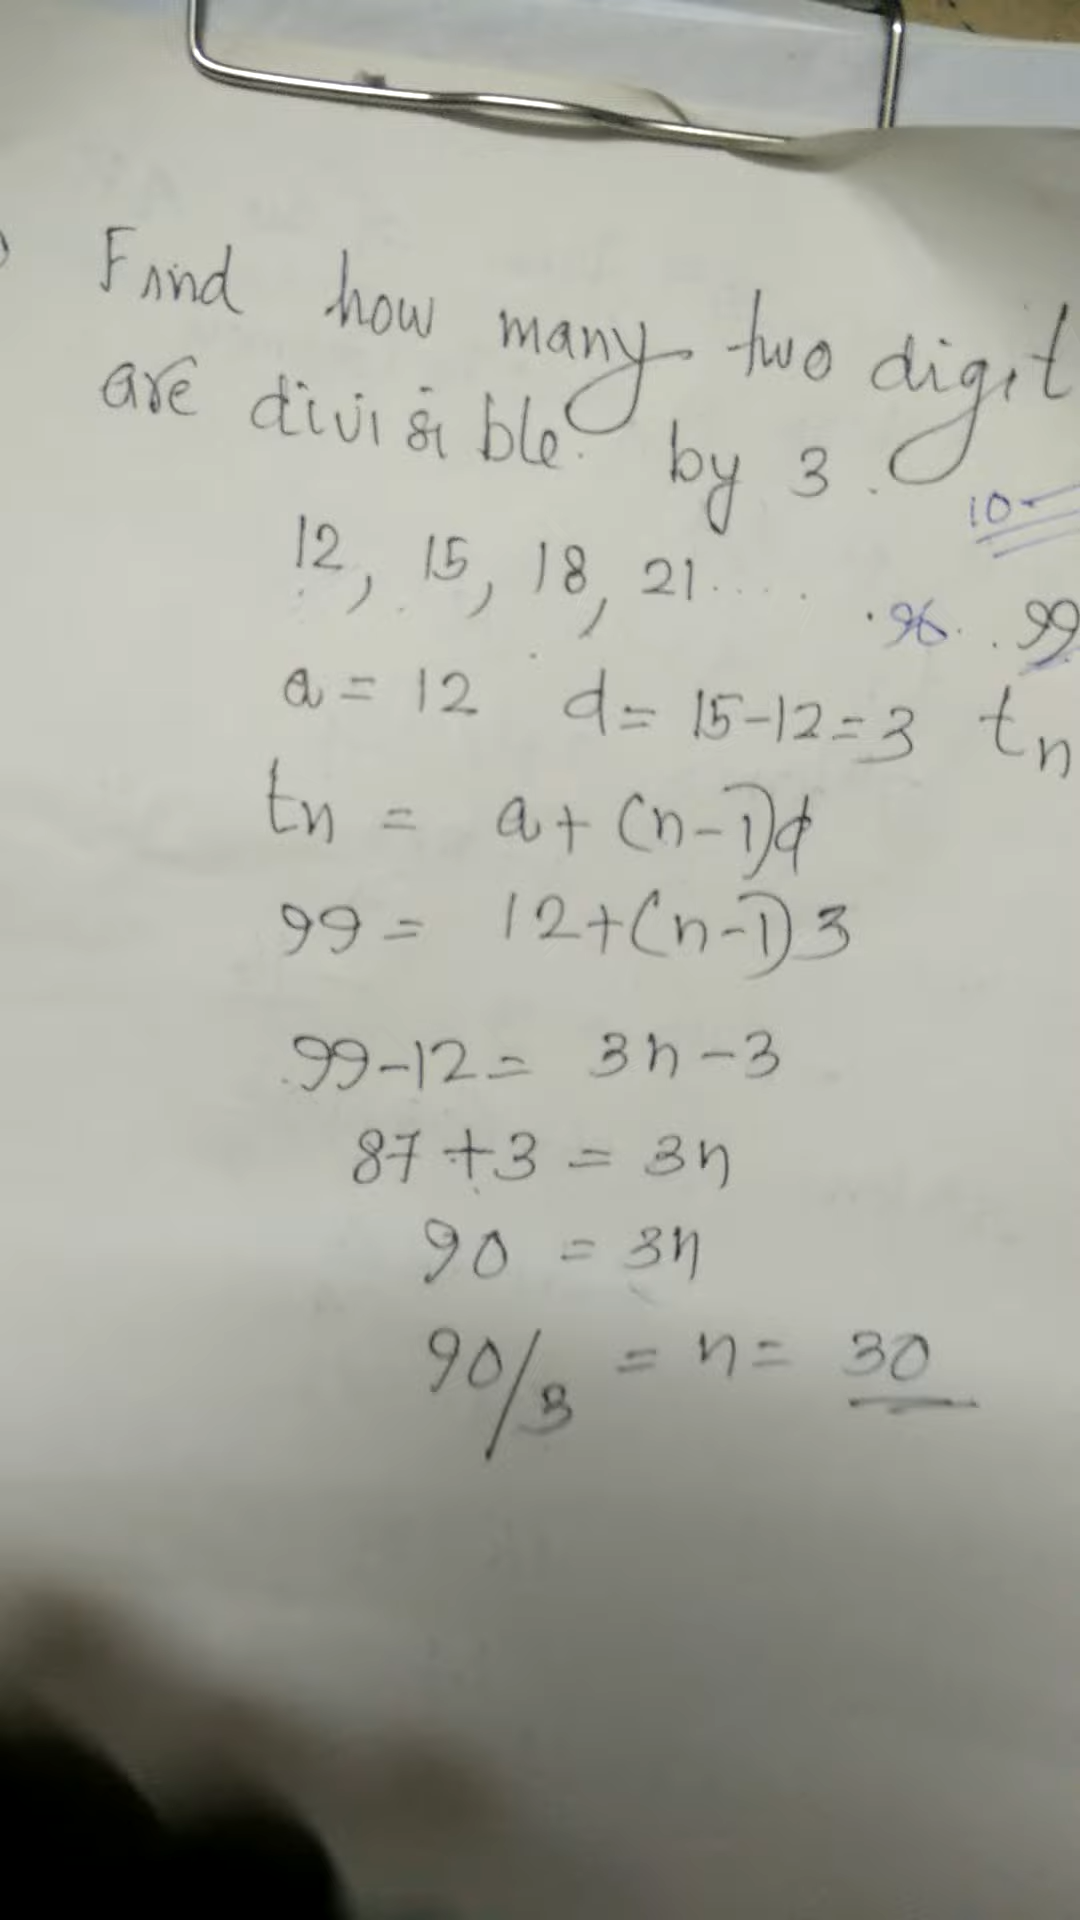 Find how many two digit
are divisible by 3.
10-
12, 15, 18, 21..... .96. .99
a = 12 d = 15-12=3 tn
tn = a+(n-1)d
99 = 12+(n-1)3
99-12= 3n-3
87+3 = 3n
90 = 3n
90/3 = n = 30